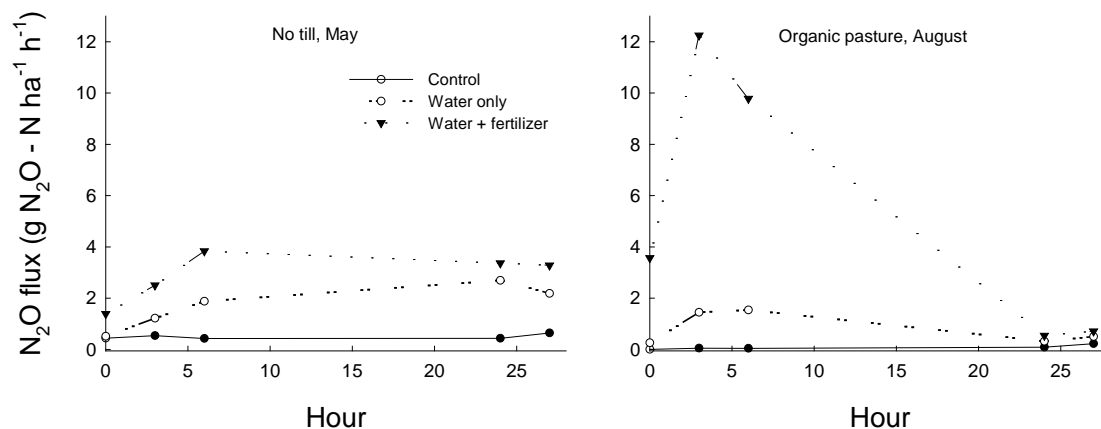 No till, May
Control
Water only
Water + fertilizer
N₂O flux (g N₂O - N ha⁻¹ h⁻¹)
12
10
8
6
4
2
0
0 5 10 15 20 25
Hour
Organic pasture, August
12
10
8
6
4
2
0
0 5 10 15 20 25
Hour